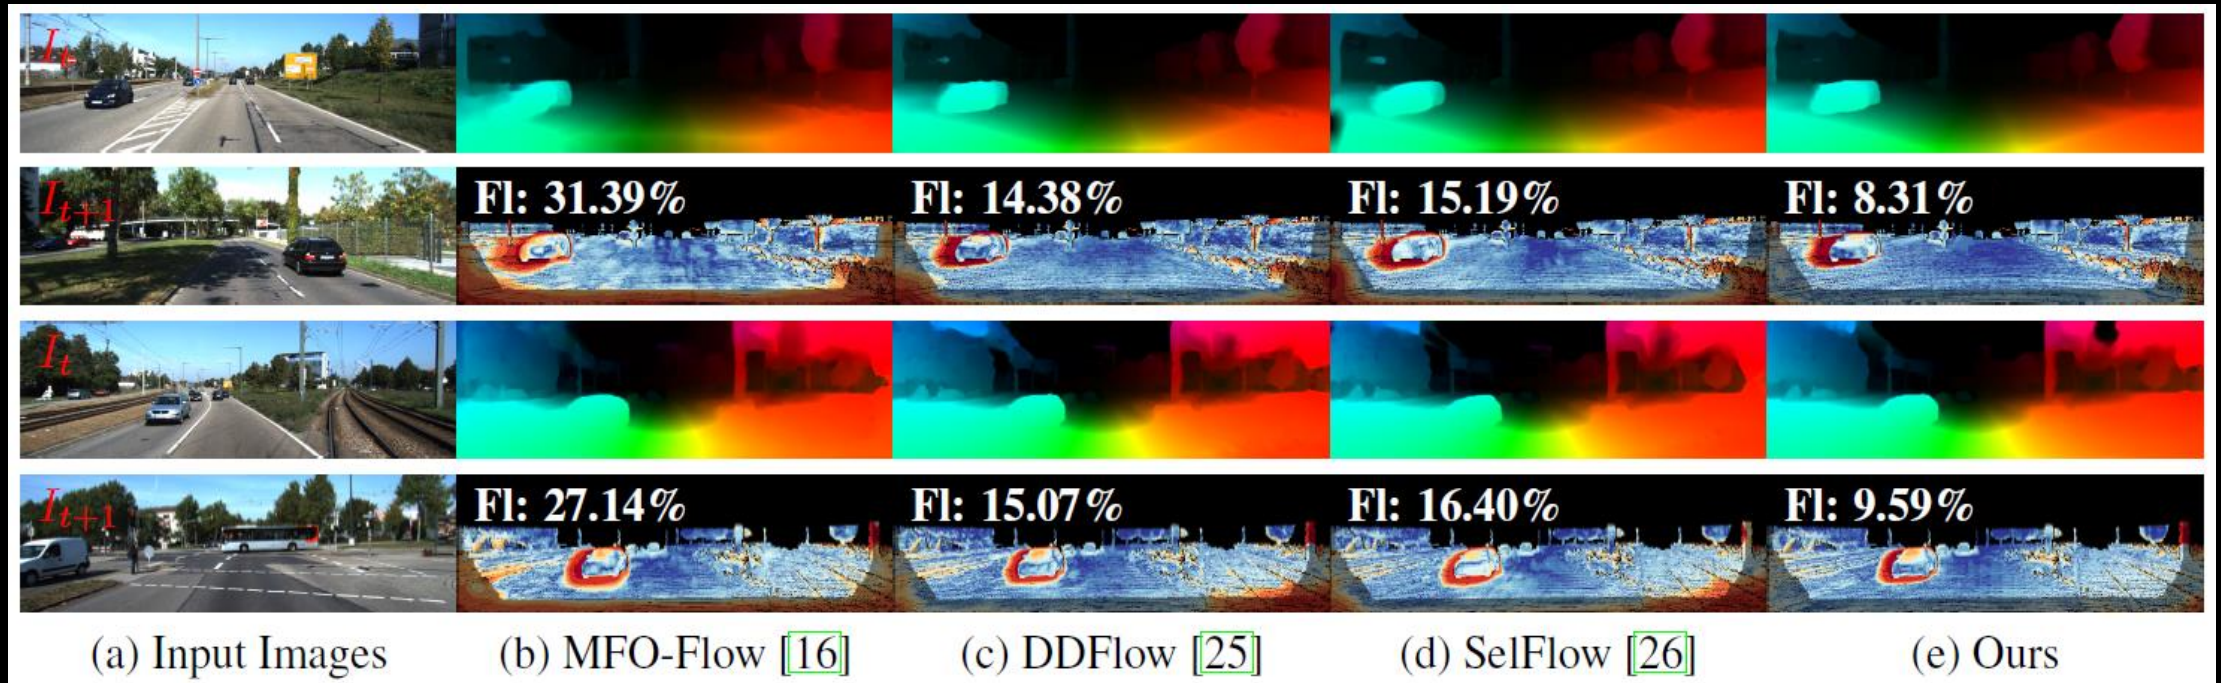 I_t
I_{t+1}
Fl: 31.39% Fl: 14.38% Fl: 15.19% Fl: 8.31%
I_t
I_{t+1}
Fl: 27.14% Fl: 15.07% Fl: 16.40% Fl: 9.59%
(a) Input Images (b) MFO-Flow [16] (c) DDFlow [25] (d) SelFlow [26] (e) Ours